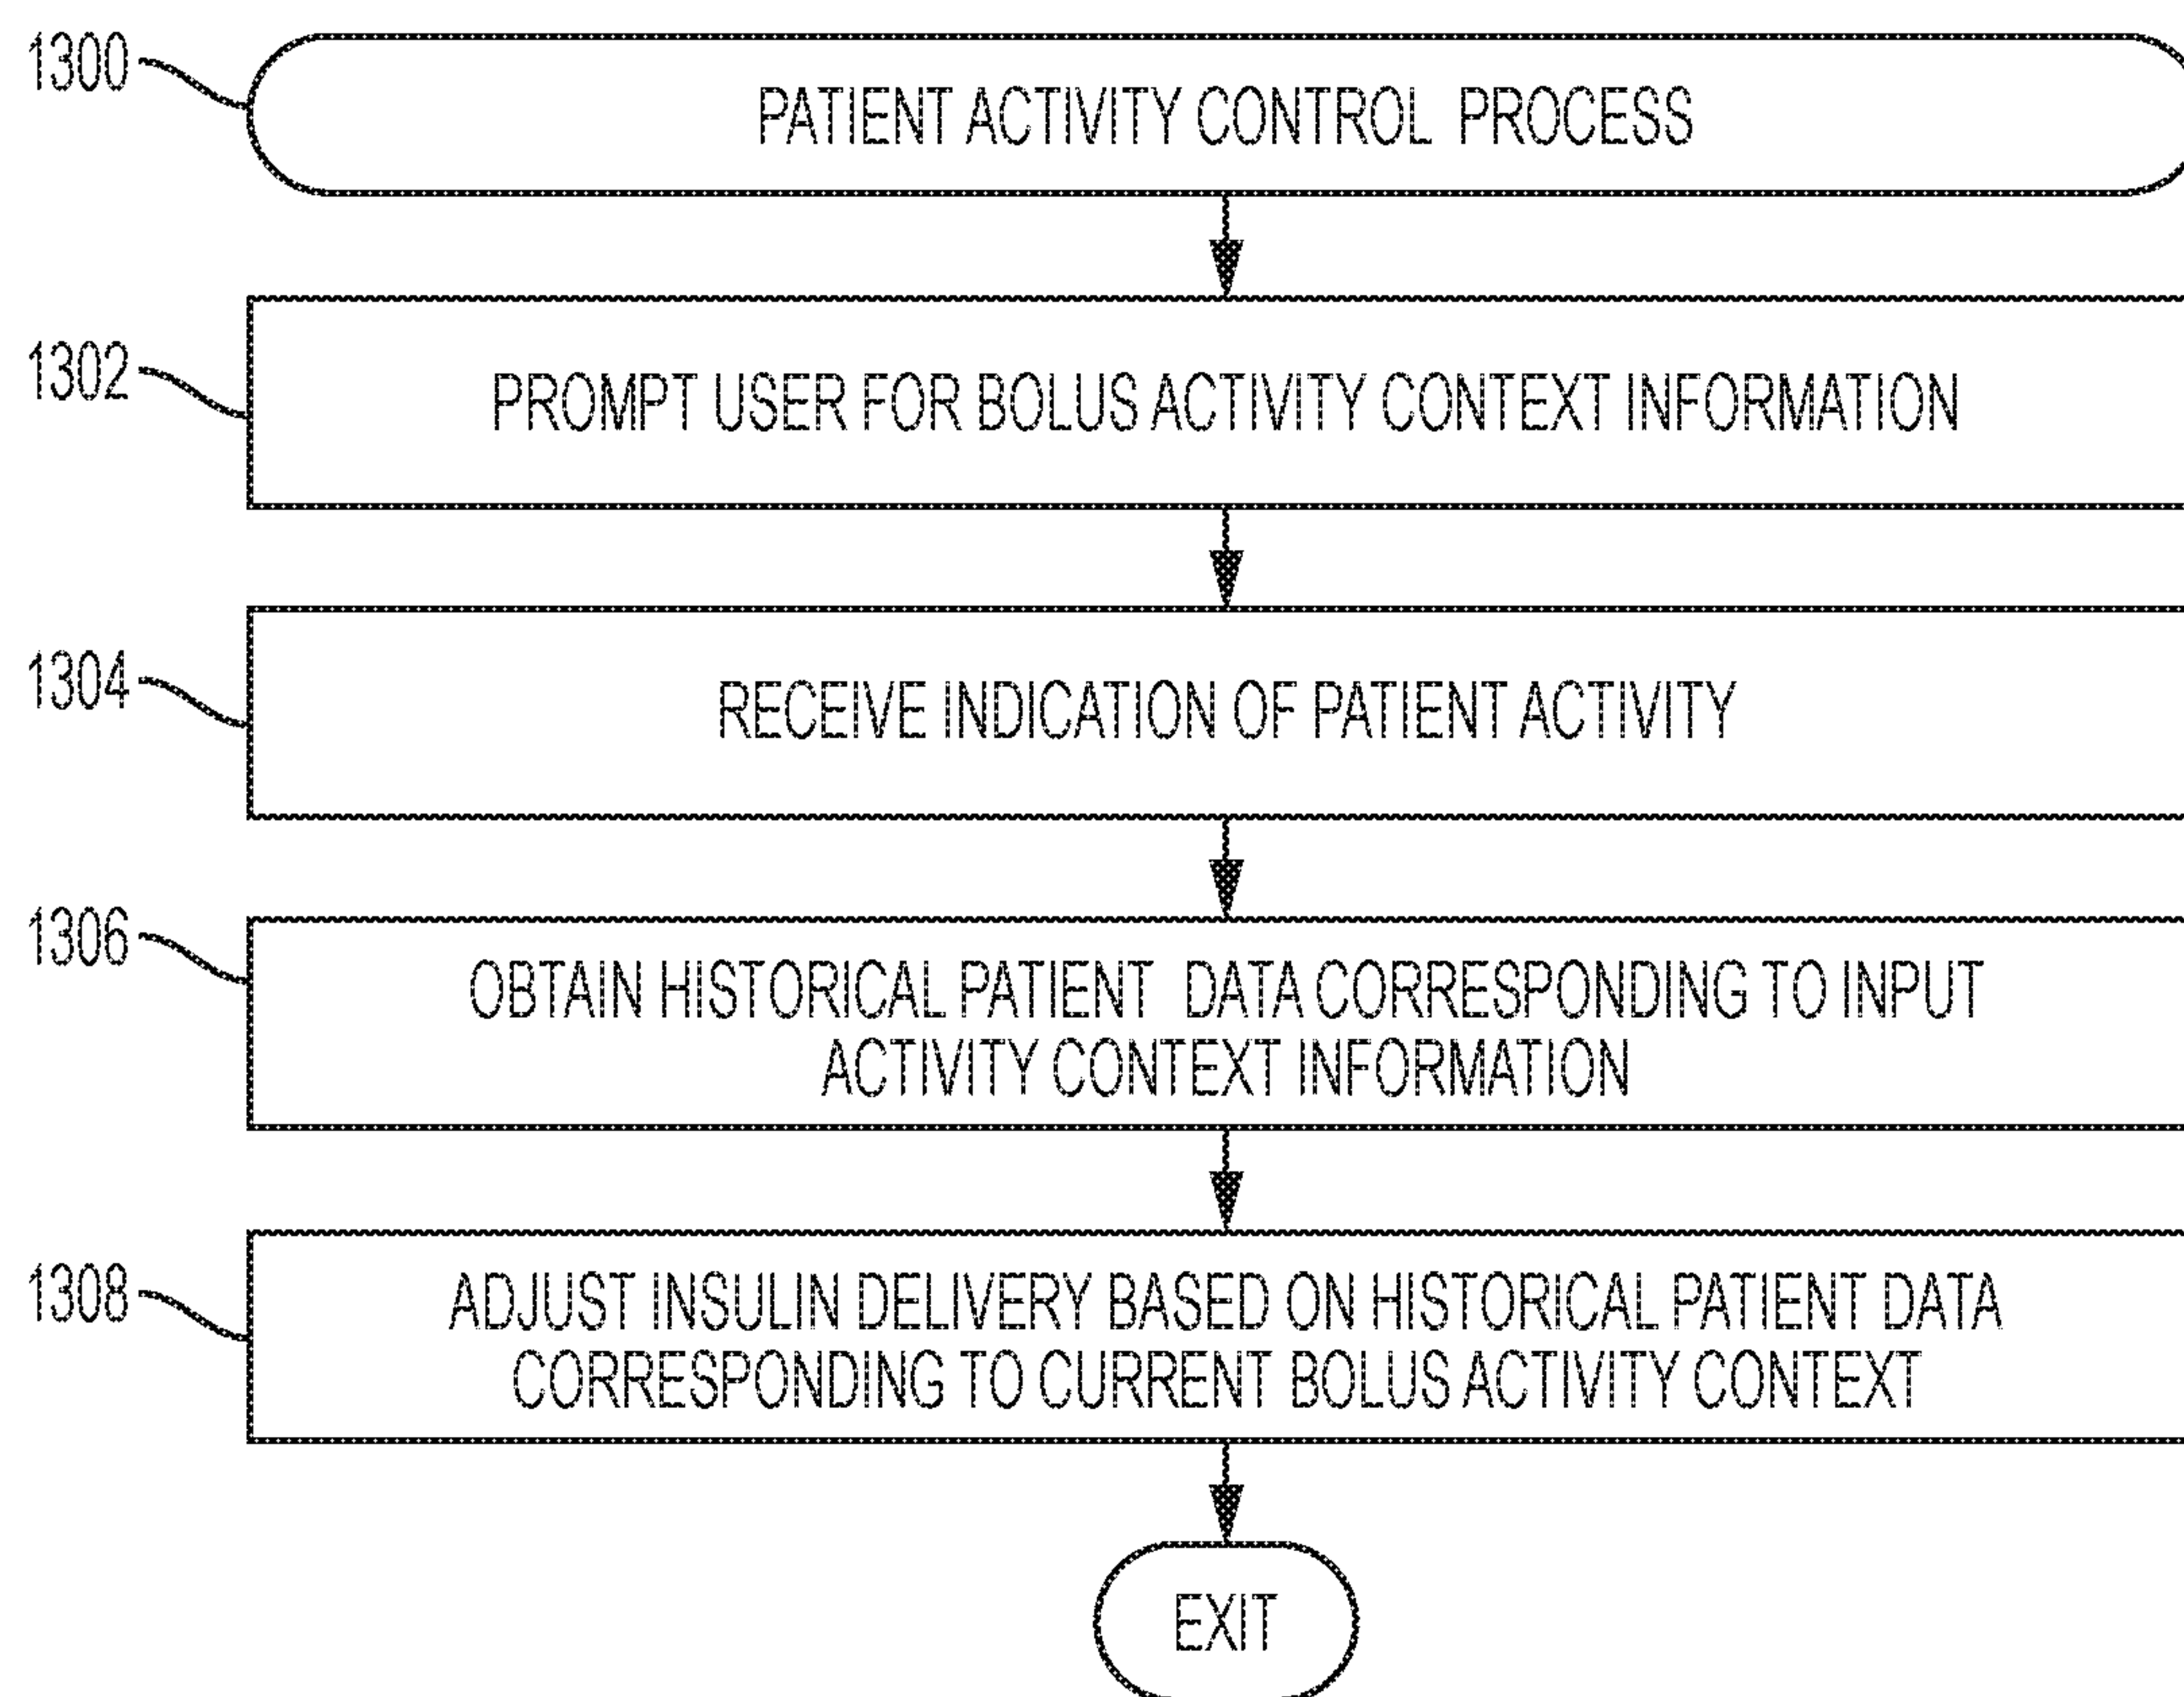 1300
PATIENT ACTIVITY CONTROL PROCESS
1302
PROMPT USER FOR BOLUS ACTIVITY CONTEXT INFORMATION
1304
RECEIVE INDICATION OF PATIENT ACTIVITY
1306
OBTAIN HISTORICAL PATIENT DATA CORRESPONDING TO INPUT
ACTIVITY CONTEXT INFORMATION
1308
ADJUST INSULIN DELIVERY BASED ON HISTORICAL PATIENT DATA
CORRESPONDING TO CURRENT BOLUS ACTIVITY CONTEXT
EXIT